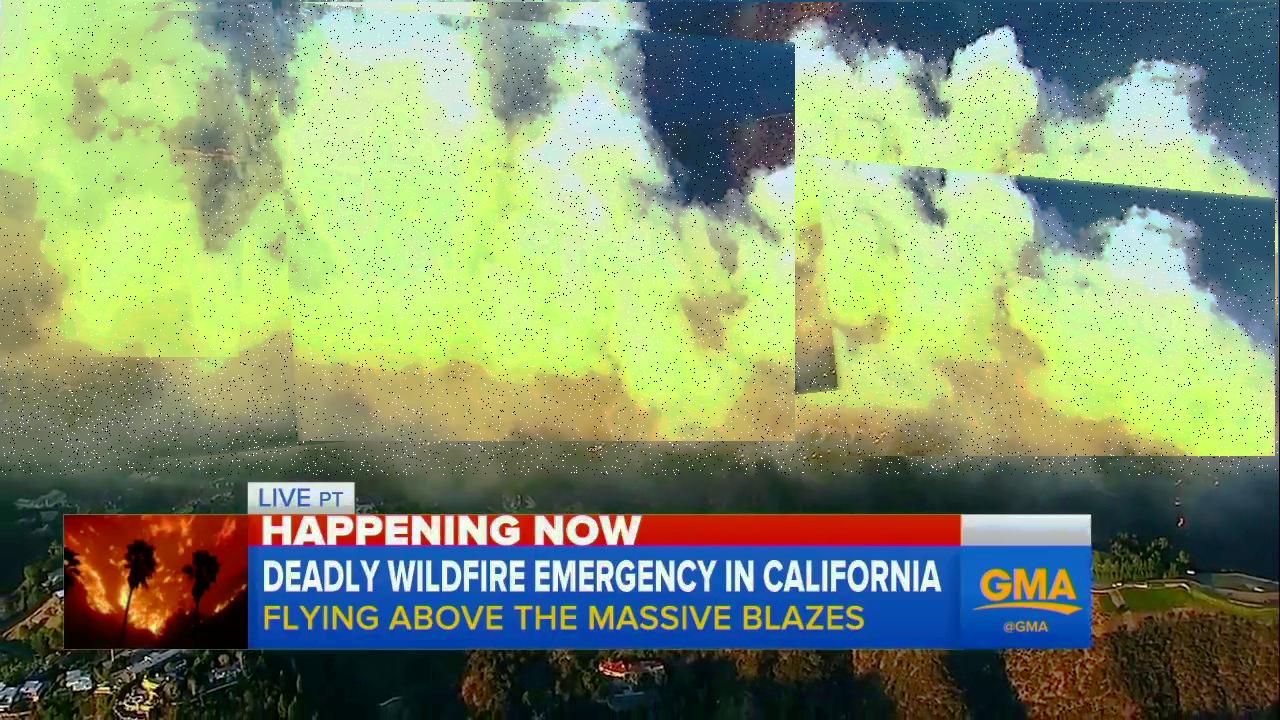 LIVE PT
HAPPENING NOW
DEADLY WILDFIRE EMERGENCY IN CALIFORNIA
FLYING ABOVE THE MASSIVE BLAZES
GMA
@GMA